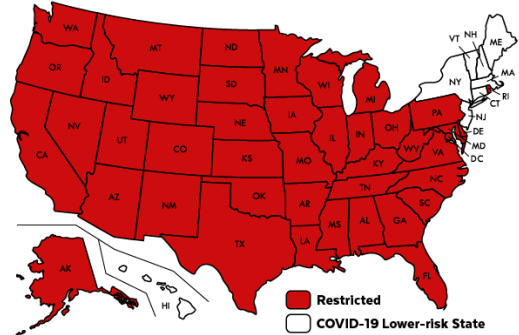 WA
OR
CA
NV
ID
MT
WY
UT
AZ
CO
NM
ND
SD
NE
KS
OK
TX
MN
IA
MO
AR
LA
WI
IL
MS
MI
IN
OH
KY
TN
AL
GA
FL
SC
NC
VA
WV
PA
NY
VT
NH
ME
MA
RI
CT
NJ
DE
MD
DC
AK
HI
Restricted
COVID-19 Lower-risk State